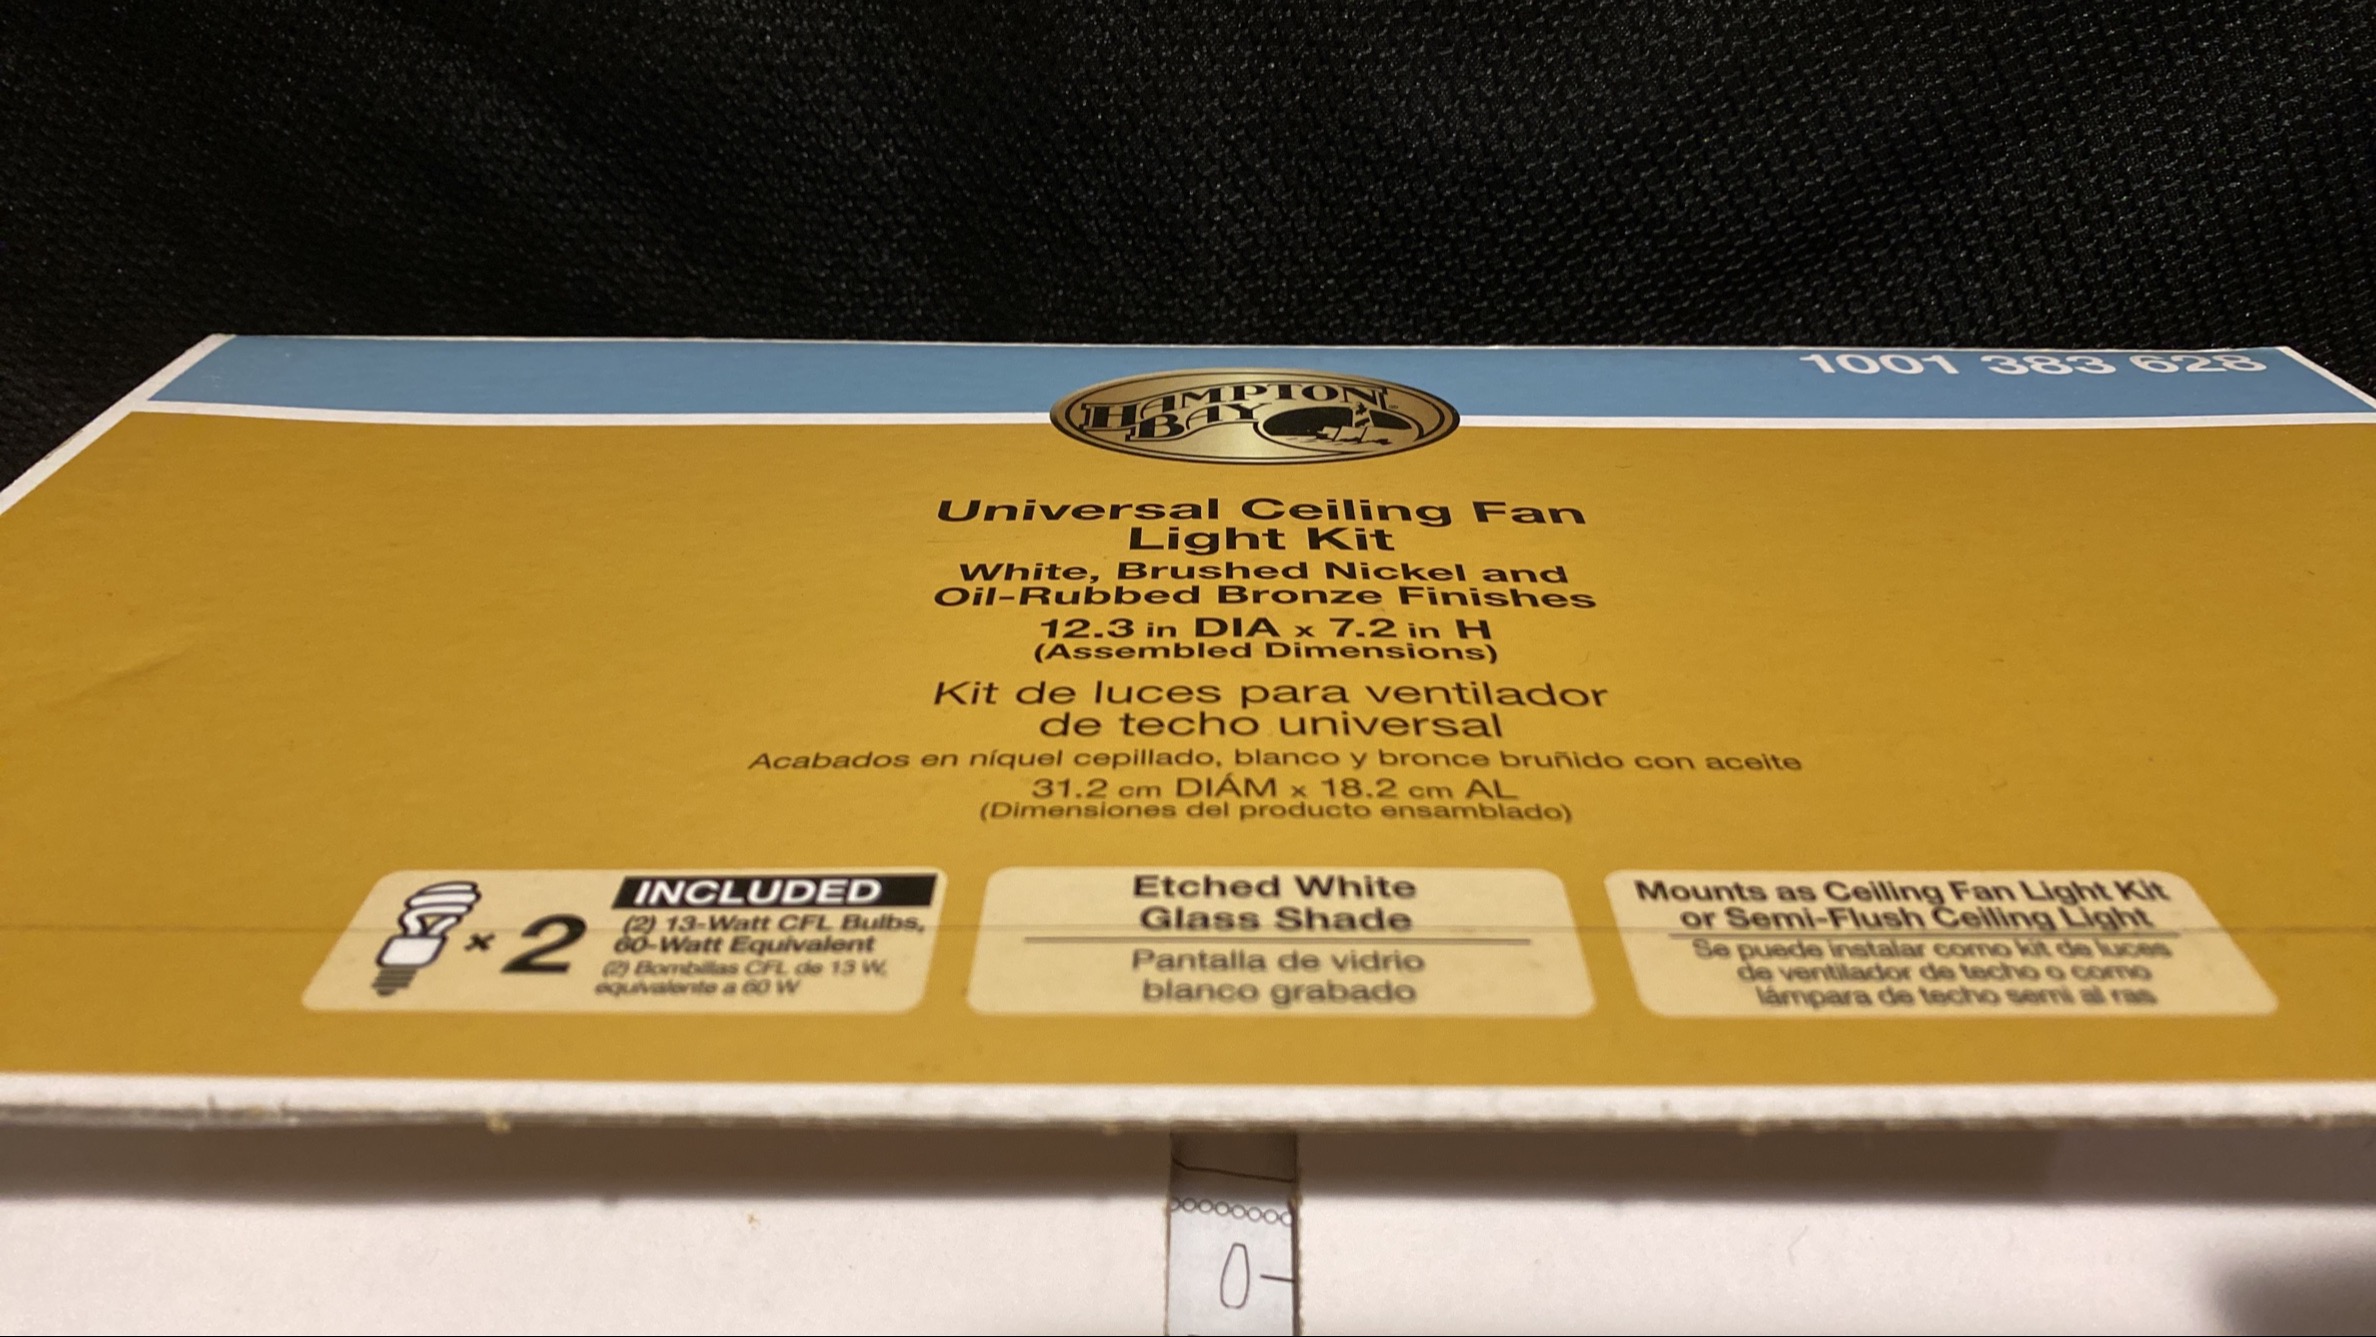 1001 383 628
HAMPTON
BAY
Universal Ceiling Fan
Light Kit
White, Brushed Nickel and
Oil-Rubbed Bronze Finishes
12.3 in DIA x 7.2 in H
(Assembled Dimensions)
Kit de luces para ventilador
de techo universal
Acabados en níquel cepillado, blanco y bronce bruñido con aceite
31.2 cm DIÁM x 18.2 cm AL
(Dimensiones del producto ensamblado)
x 2
INCLUDED
(2) 13-Watt CFL Bulbs,
60-Watt Equivalent
(2) Bombillas CFL de 13 W,
equivalente a 60 W
Etched White
Glass Shade
Pantalla de vidrio
blanco grabado
Mounts as Ceiling Fan Light Kit
or Semi-Flush Ceiling Light
Se puede instalar como kit de luces
de ventilador de techo o como
lámpara de techo semi al ras